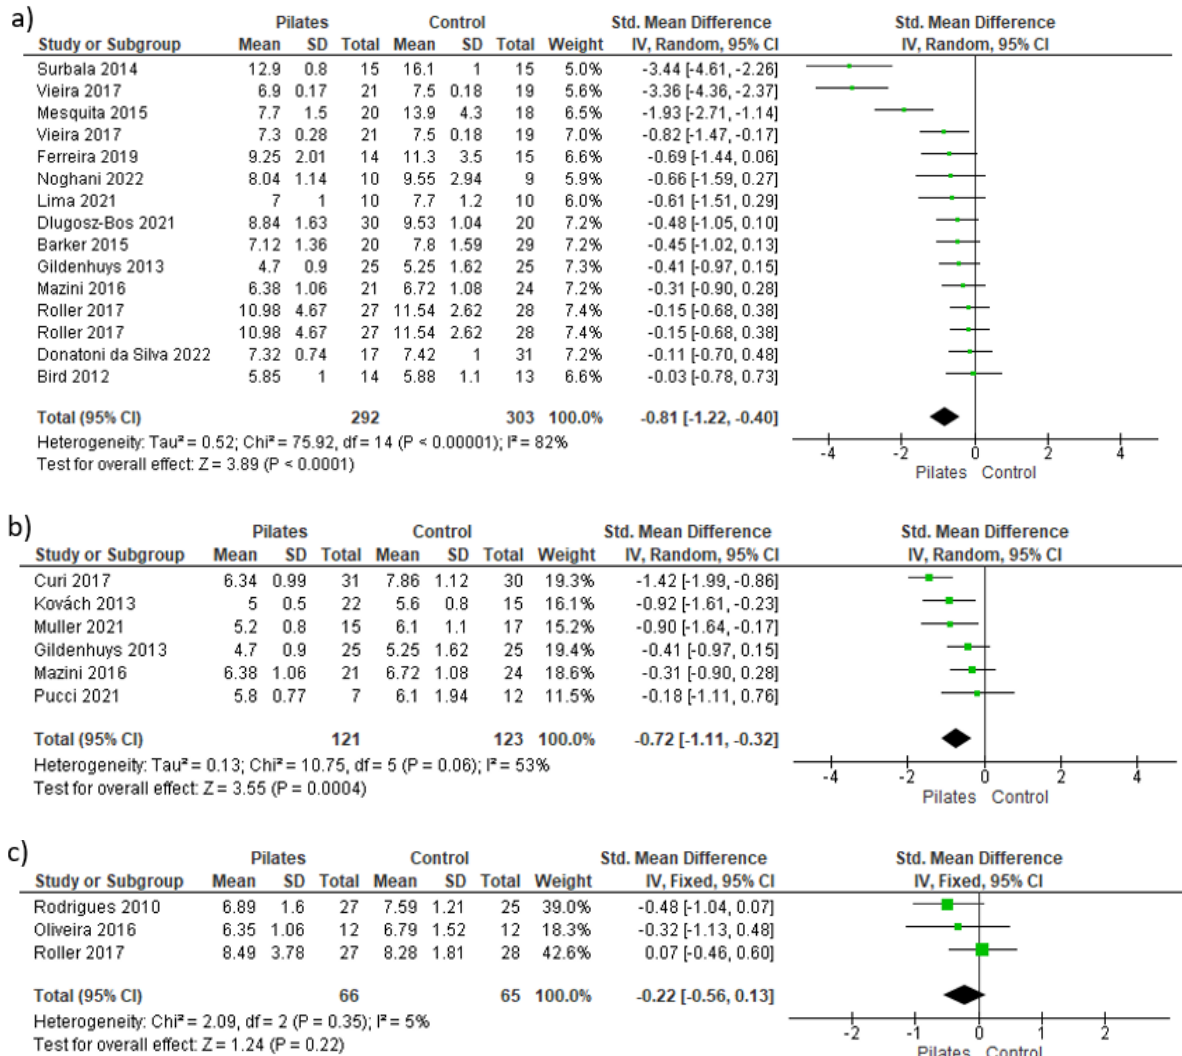 a)
Pilates Control Std. Mean Difference Std. Mean Difference
Study or Subgroup Mean SD Total Mean SD Total Weight IV, Random, 95% CI IV, Random, 95% CI
Surbala 2014 12.9 0.8 15 16.1 1 15 5.0% -3.44 [-4.61, -2.26]
Vieira 2017 6.9 0.17 21 7.5 0.18 19 5.6% -3.36 [-4.36, -2.37]
Mesquita 2015 7.7 1.5 20 13.9 4.3 18 6.5% -1.93 [-2.71, -1.14]
Vieira 2017 7.3 0.28 21 7.5 0.18 19 7.0% -0.82 [-1.47, -0.17]
Ferreira 2019 9.25 2.01 14 11.3 3.5 15 6.6% -0.69 [-1.44, 0.06]
Noghani 2022 8.04 1.14 10 9.55 2.94 9 5.9% -0.66 [-1.59, 0.27]
Lima 2021 7 1 10 7.7 1.2 10 6.0% -0.61 [-1.51, 0.29]
Dlugosz-Bos 2021 8.84 1.63 30 9.53 1.04 20 7.2% -0.48 [-1.05, 0.10]
Barker 2015 7.12 1.36 20 7.8 1.59 29 7.2% -0.45 [-1.02, 0.13]
Gildenhuys 2013 4.7 0.9 25 5.25 1.62 25 7.3% -0.41 [-0.97, 0.15]
Mazini 2016 6.38 1.06 21 6.72 1.08 24 7.2% -0.31 [-0.90, 0.28]
Roller 2017 10.98 4.67 27 11.54 2.62 28 7.4% -0.15 [-0.68, 0.38]
Roller 2017 10.98 4.67 27 11.54 2.62 28 7.4% -0.15 [-0.68, 0.38]
Donatoni da Silva 2022 7.32 0.74 17 7.42 1 31 7.2% -0.11 [-0.70, 0.48]
Bird 2012 5.85 1 14 5.88 1.1 13 6.6% -0.03 [-0.78, 0.73]
Total (95% CI) 292 303 100.0% -0.81 [-1.22, -0.40]
Heterogeneity: Tau² = 0.52; Chi² = 75.92, df = 14 (P < 0.00001); I² = 82%
Test for overall effect: Z = 3.89 (P < 0.0001)
-4 -2 0 2 4
Pilates Control
b)
Pilates Control Std. Mean Difference Std. Mean Difference
Study or Subgroup Mean SD Total Mean SD Total Weight IV, Random, 95% CI IV, Random, 95% CI
Curi 2017 6.34 0.99 31 7.86 1.12 30 19.3% -1.42 [-1.99, -0.86]
Kovách 2013 5 0.5 22 5.6 0.8 15 16.1% -0.92 [-1.61, -0.23]
Muller 2021 5.2 0.8 15 6.1 1.1 17 15.2% -0.90 [-1.64, -0.17]
Gildenhuys 2013 4.7 0.9 25 5.25 1.62 25 19.4% -0.41 [-0.97, 0.15]
Mazini 2016 6.38 1.06 21 6.72 1.08 24 18.6% -0.31 [-0.90, 0.28]
Pucci 2021 5.8 0.77 7 6.1 1.94 12 11.5% -0.18 [-1.11, 0.76]
Total (95% CI) 121 123 100.0% -0.72 [-1.11, -0.32]
Heterogeneity: Tau² = 0.13; Chi² = 10.75, df = 5 (P = 0.06); I² = 53%
Test for overall effect: Z = 3.55 (P = 0.0004)
-4 -2 0 2 4
Pilates Control
c)
Pilates Control Std. Mean Difference Std. Mean Difference
Study or Subgroup Mean SD Total Mean SD Total Weight IV, Fixed, 95% CI IV, Fixed, 95% CI
Rodrigues 2010 6.89 1.6 27 7.59 1.21 25 39.0% -0.48 [-1.04, 0.07]
Oliveira 2016 6.35 1.06 12 6.79 1.52 12 18.3% -0.32 [-1.13, 0.48]
Roller 2017 8.49 3.78 27 8.28 1.81 28 42.6% 0.07 [-0.46, 0.60]
Total (95% CI) 66 65 100.0% -0.22 [-0.56, 0.13]
Heterogeneity: Chi² = 2.09, df = 2 (P = 0.35); I² = 5%
Test for overall effect: Z = 1.24 (P = 0.22)
-2 -1 0 1 2
Pilates Control